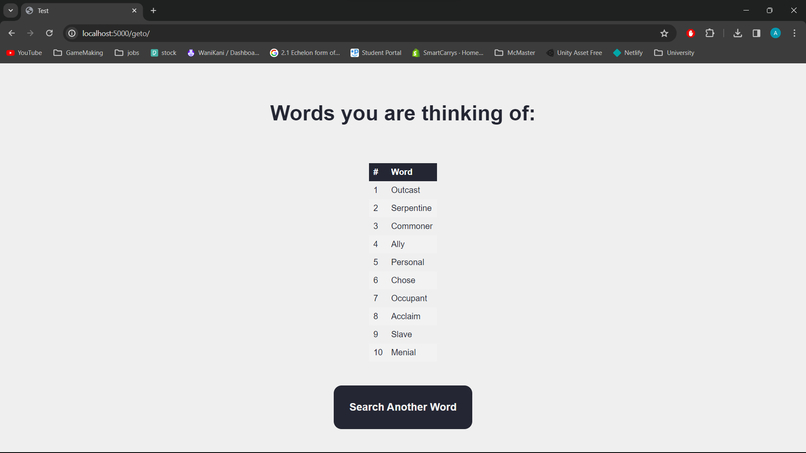 Test
localhost:5000/geto/
YouTube GameMaking jobs stock WaniKani / Dashboa... 2.1 Echelon form of... Student Portal SmartCarrys - Home... McMaster Unity Asset Free Netlify University
Words you are thinking of:
# Word
1 Outcast
2 Serpentine
3 Commoner
4 Ally
5 Personal
6 Chose
7 Occupant
8 Acclaim
9 Slave
10 Menial
Search Another Word